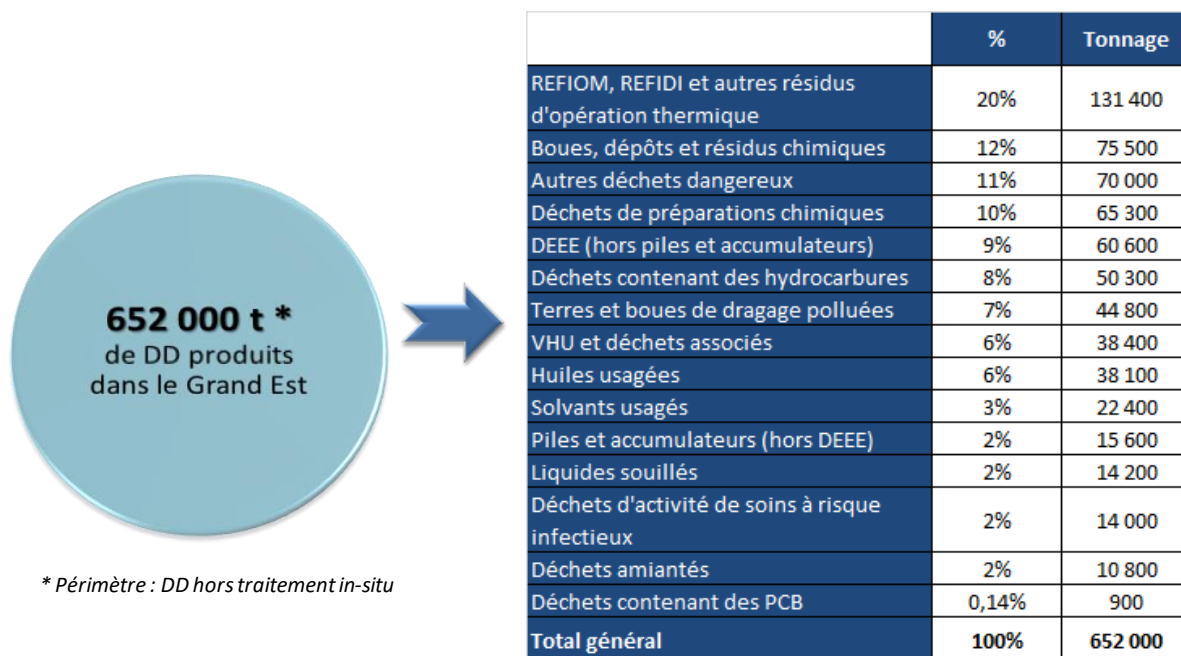 652 000 t *
de DD produits
dans le Grand Est
* Périmètre : DD hors traitement in-situ
% Tonnage
REFIOM, REFIDI et autres résidus
d'opération thermique 20% 131 400
Boues, dépôts et résidus chimiques 12% 75 500
Autres déchets dangereux 11% 70 000
Déchets de préparations chimiques 10% 65 300
DEEE (hors piles et accumulateurs) 9% 60 600
Déchets contenant des hydrocarbures 8% 50 300
Terres et boues de dragage polluées 7% 44 800
VHU et déchets associés 6% 38 400
Huiles usagées 6% 38 100
Solvants usagés 3% 22 400
Piles et accumulateurs (hors DEEE) 2% 15 600
Liquides souillés 2% 14 200
Déchets d'activité de soins à risque
infectieux 2% 14 000
Déchets amiantés 2% 10 800
Déchets contenant des PCB 0,14% 900
Total général 100% 652 000